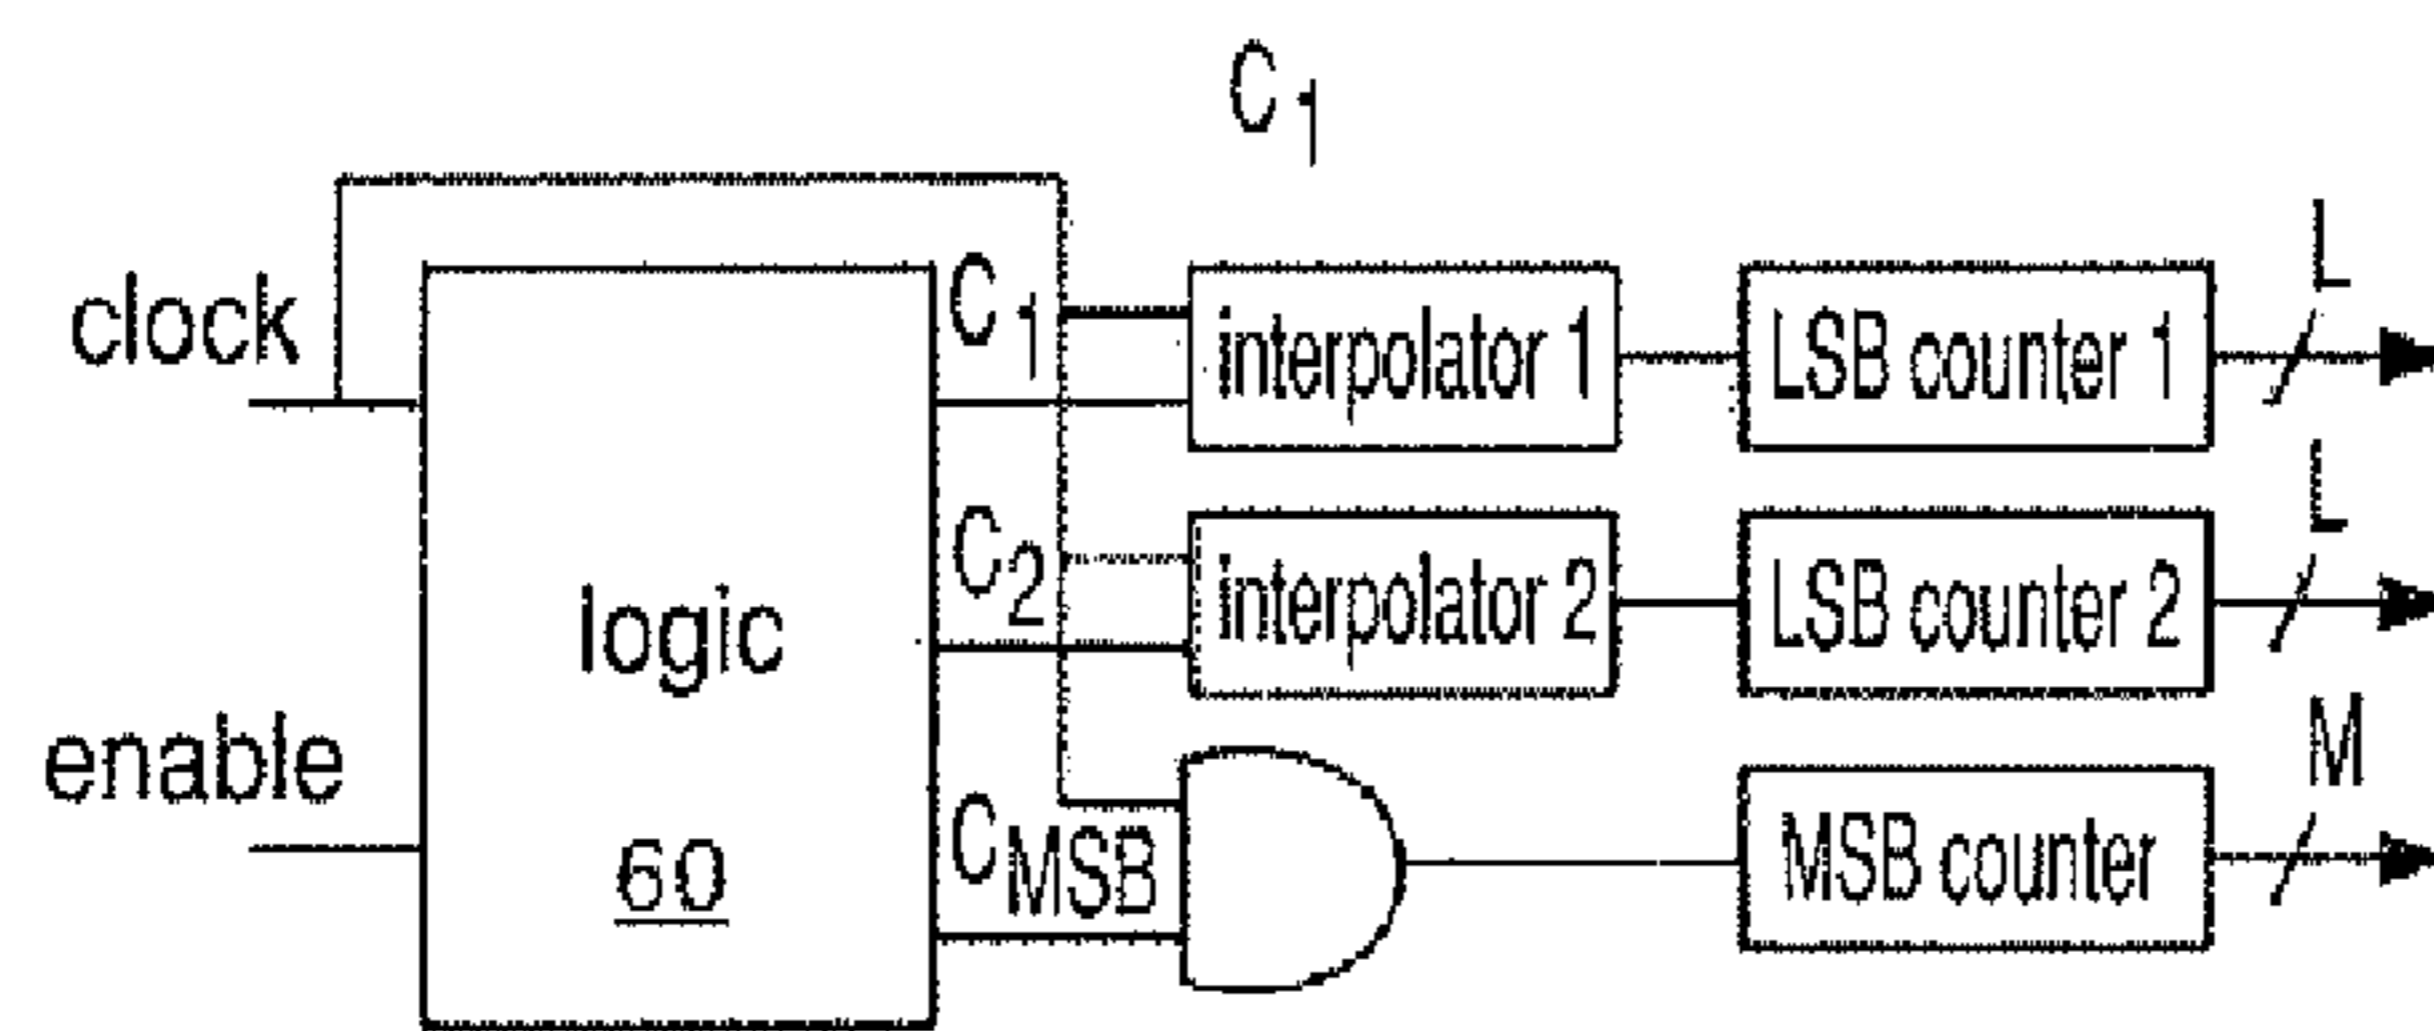 C1
clock
C1
interpolator 1
LSB counter 1
L
C2
interpolator 2
LSB counter 2
L
logic
60
enable
CMSB
MSB counter
M